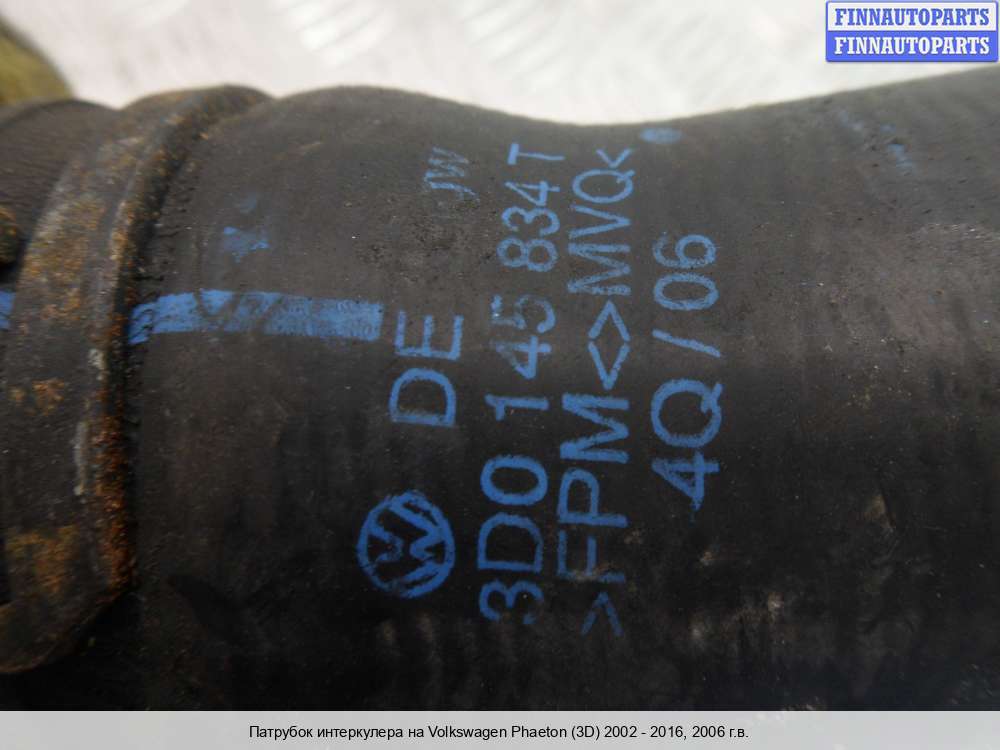 FINNAUTOPARTS
FINNAUTOPARTS
JW
DE
3D0 145 834 T
>FPM<>MVQ<
4Q/06
Патрубок интеркулера на Volkswagen Phaeton (3D) 2002 - 2016, 2006 г.в.